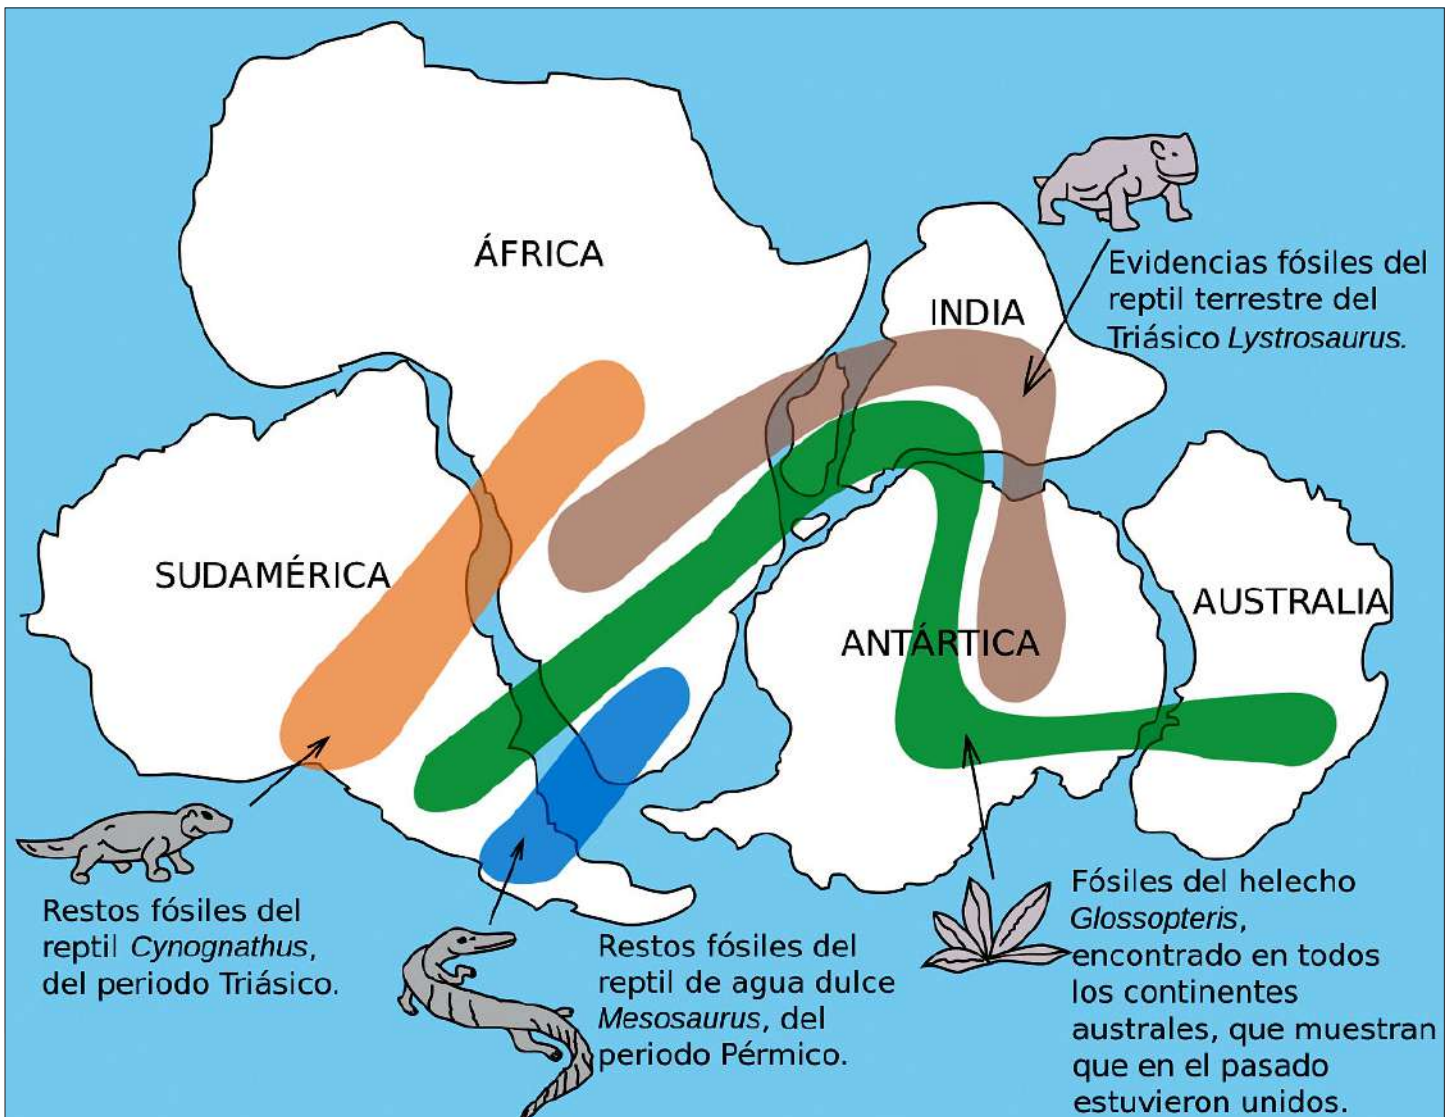 ÁFRICA
INDIA
Evidencias fósiles del
reptil terrestre del
Triásico Lystrosaurus.
SUDAMÉRICA
ANTÁRTICA
AUSTRALIA
Restos fósiles del
reptil Cynognathus,
del periodo Triásico.
Restos fósiles del
reptil de agua dulce
Mesosaurus, del
periodo Pérmico.
Fósiles del helecho
Glossopteris,
encontrado en todos
los continentes
australes, que muestran
que en el pasado
estuvieron unidos.